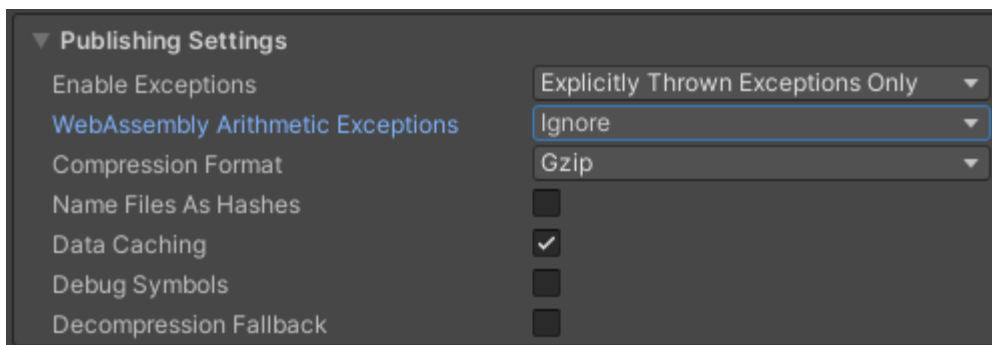 Publishing Settings
Enable Exceptions Explicitly Thrown Exceptions Only
WebAssembly Arithmetic Exceptions Ignore
Compression Format Gzip
Name Files As Hashes
Data Caching
Debug Symbols
Decompression Fallback